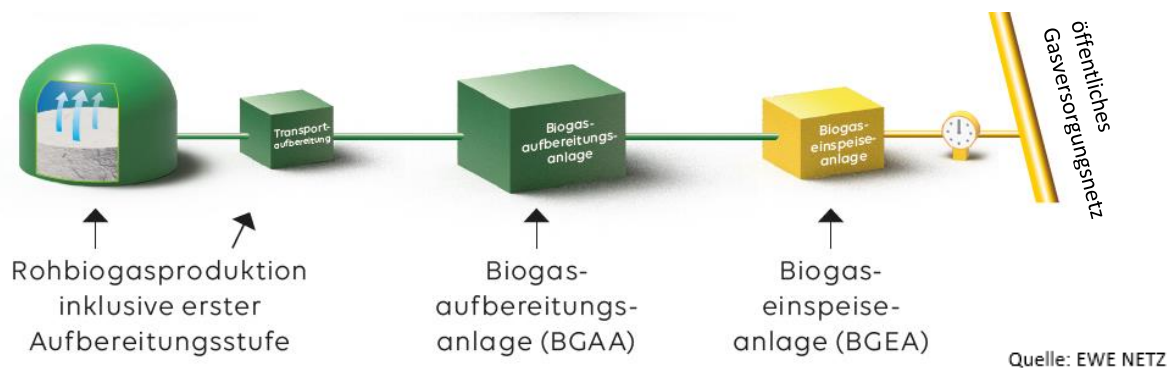 Transport-
aufbereitung
Biogas-
aufbereitungs-
anlage
Biogas-
einspeise-
anlage
öffentliches
Gasversorgungsnetz
Rohbiogasproduktion
inklusive erster
Aufbereitungsstufe
Biogas-
aufbereitungs-
anlage (BGAA)
Biogas-
einspeise-
anlage (BGEA)
Quelle: EWE NETZ